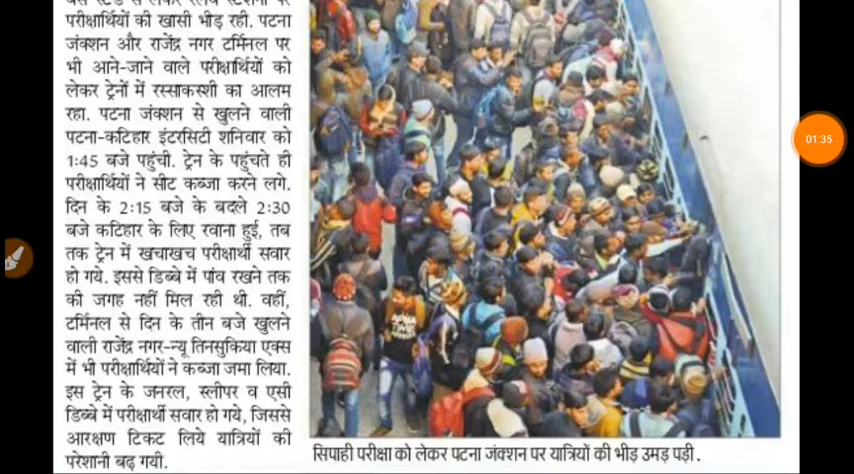 परीक्षार्थियों की खासी भीड़ रही. पटना
जंक्शन और राजेंद्र नगर टर्मिनल पर
भी आने-जाने वाले परीक्षार्थियों को
लेकर ट्रेनों में रस्साकस्शी का आलम
रहा. पटना जंक्शन से खुलने वाली
पटना-कटिहार इंटरसिटी शनिवार को
1:45 बजे पहुंची. ट्रेन के पहुंचते ही
परीक्षार्थियों ने सीट कब्जा करने लगे.
दिन के 2:15 बजे के बदले 2:30
बजे कटिहार के लिए रवाना हुई, तब
तक ट्रेन में खचाखच परीक्षार्थी सवार
हो गये. इससे डिब्बे में पांव रखने तक
की जगह नहीं मिल रही थी. वहीं,
टर्मिनल से दिन के तीन बजे खुलने
वाली राजेंद्र नगर-न्यू तिनसुकिया एक्स
में भी परीक्षार्थियों ने कब्जा जमा लिया.
इस ट्रेन के जनरल, स्लीपर व एसी
डिब्बे में परीक्षार्थी सवार हो गये, जिससे
आरक्षण टिकट लिये यात्रियों की
परेशानी बढ़ गयी.
सिपाही परीक्षा को लेकर पटना जंक्शन पर यात्रियों की भीड़ उमड़ पड़ी.
01:35